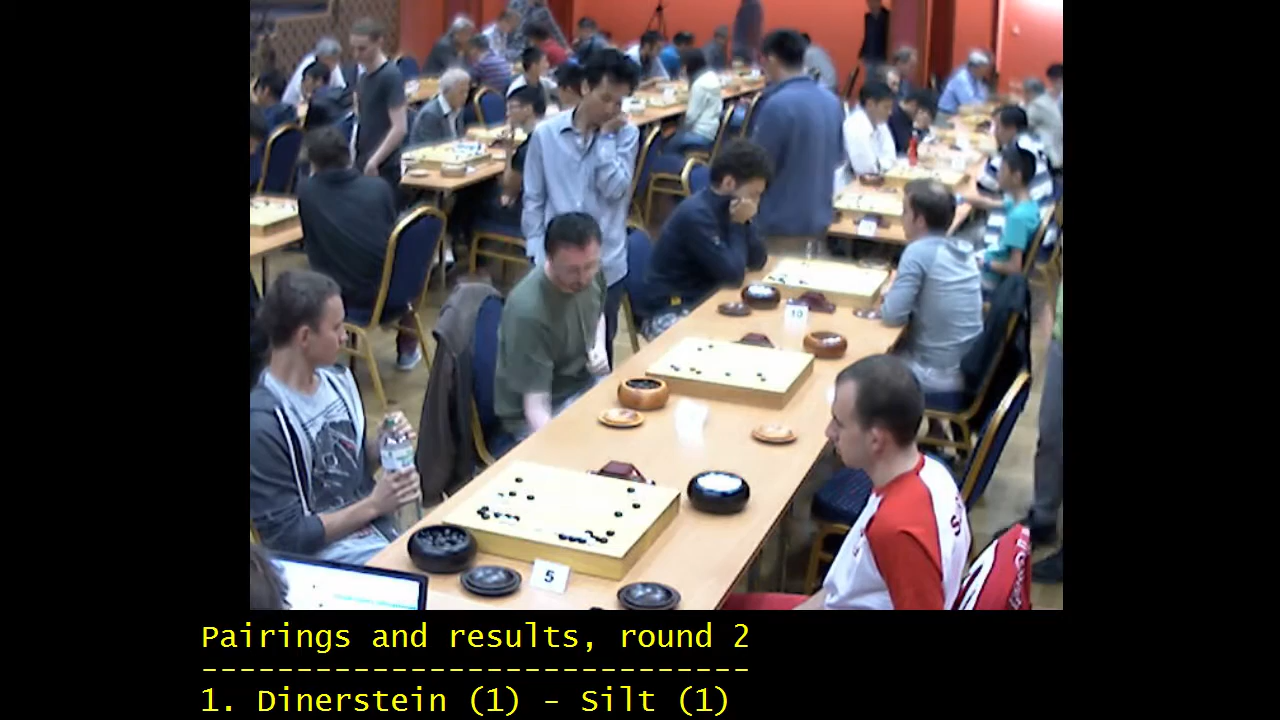 10
5
Pairings and results, round 2
-----------------------------
1. Dinerstein (1) - Silt (1)